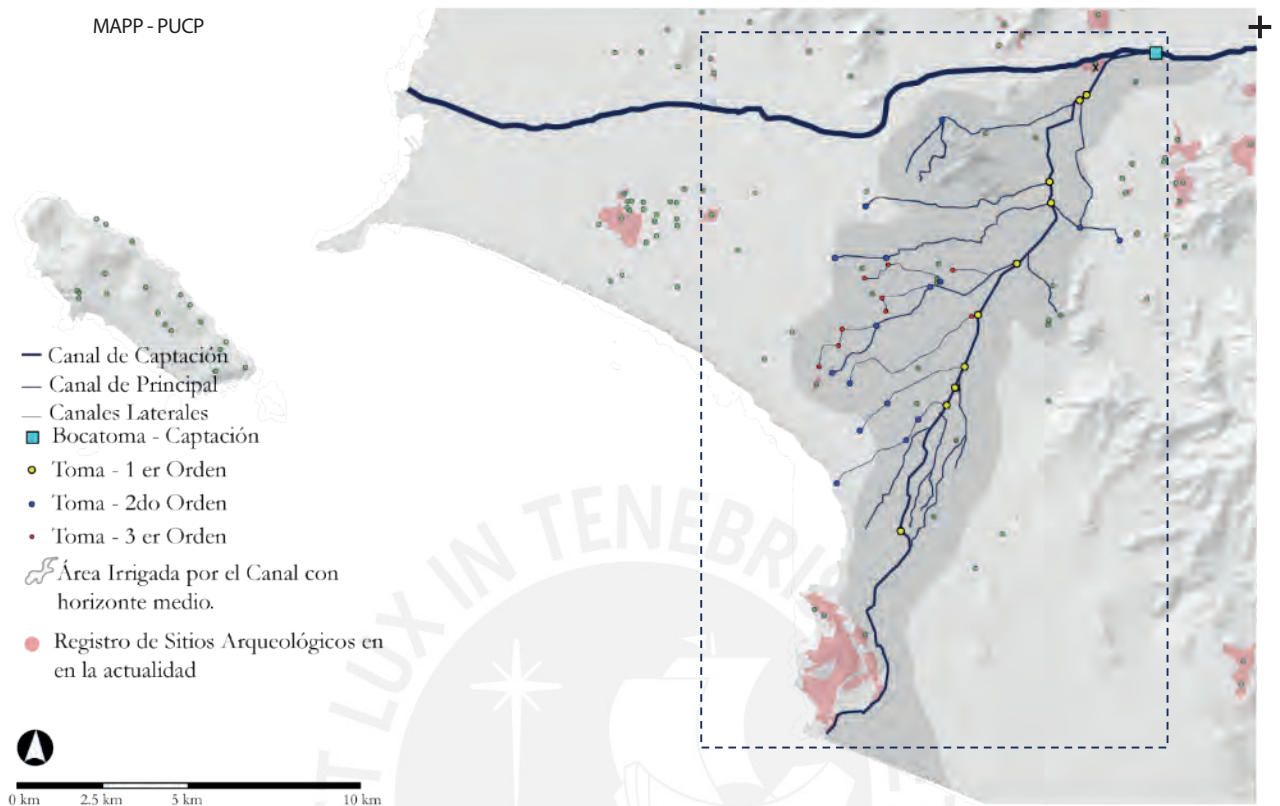 MAPP - PUCP
Canal de Captación
Canal de Principal
Canales Laterales
Bocatoma - Captación
Toma - 1 er Orden
Toma - 2do Orden
Toma - 3 er Orden
Área Irrigada por el Canal con
horizonte medio.
Registro de Sitios Arqueológicos en
en la actualidad
0 km 2.5 km 5 km 10 km
x
LUX IN TENEBRIS